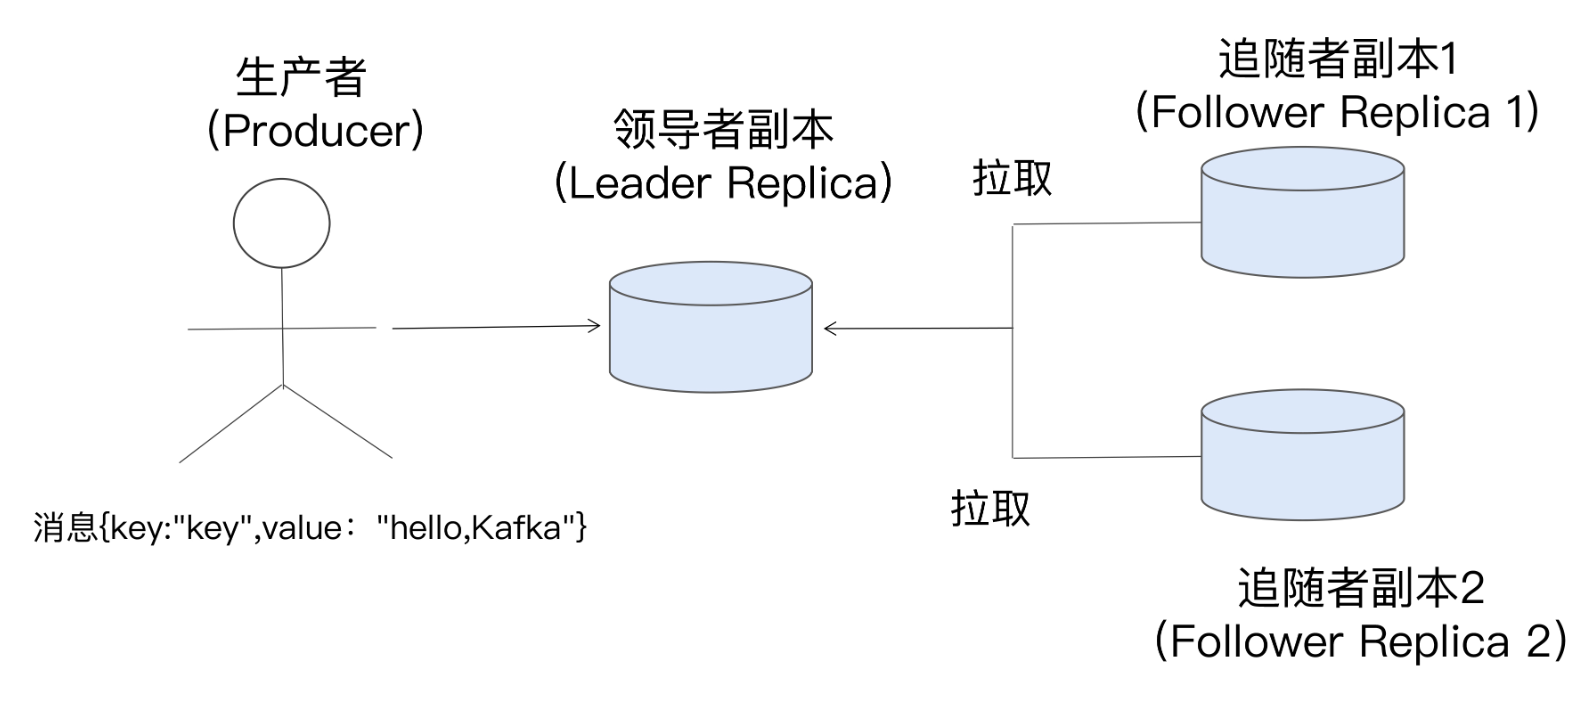 生产者
(Producer)
领导者副本
(Leader Replica)
追随者副本1
(Follower Replica 1)
拉取
拉取
消息{key:"key",value："hello,Kafka"}
追随者副本2
(Follower Replica 2)